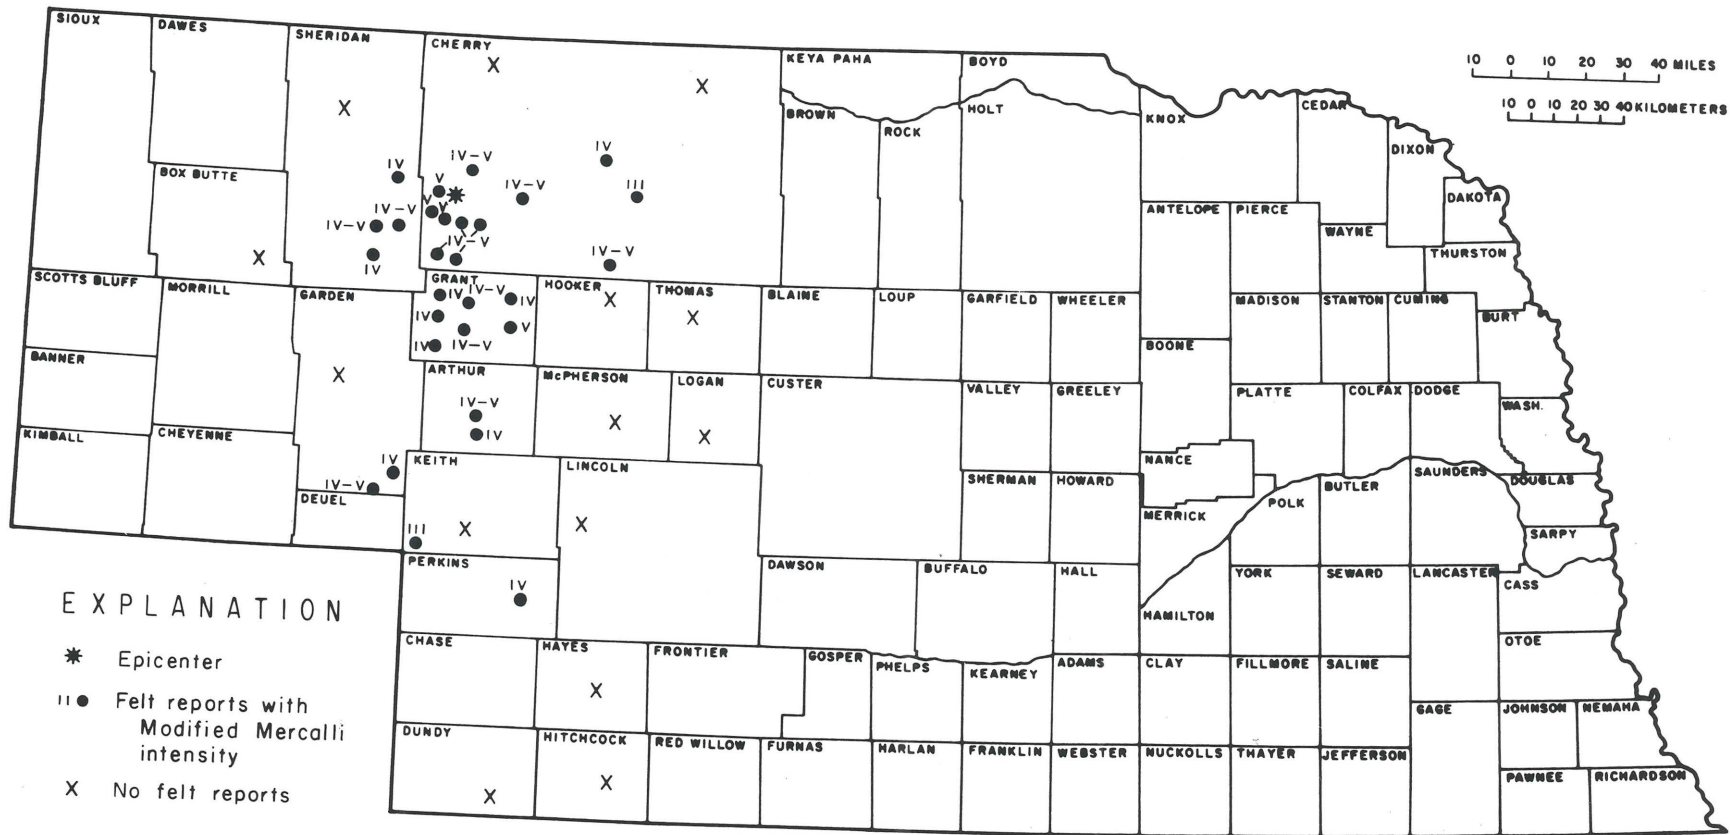 SIOUX
DAWES
SHERIDAN
CHERRY
KEYA PAHA
BOYD
10 0 10 20 30 40 MILES
10 0 10 20 30 40 KILOMETERS
X
X
X
CEDAR
BROWN
ROCK
HOLT
KNOX
DIXON
BOX BUTTE
IV
IV-V
IV
V
IV-V
III
DAKOTA
IV-V
V
V
IV-V
IV-V
ANTELOPE
PIERCE
WAYNE
THURSTON
X
IV
IV-V
SCOTTS BLUFF
MORRILL
GARDEN
GRANT
HOOKER
THOMAS
BLAINE
LOUP
GARFIELD
WHEELER
MADISON
STANTON
CUMING
BURT
IV
IV-V
IV
X
X
IV
V
IV
IV-V
BOONE
BANNER
X
ARTHUR
McPHERSON
LOGAN
CUSTER
VALLEY
GREELEY
PLATTE
COLFAX
DODGE
WASH.
IV-V
IV
X
X
KIMBALL
CHEYENNE
KEITH
LINCOLN
NANCE
SAUNDERS
IV
IV-V
DEUEL
SHERMAN
HOWARD
BUTLER
DOUGLAS
POLK
MERRICK
III
X
X
SARPY
PERKINS
IV
DAWSON
BUFFALO
HALL
YORK
SEWARD
LANCASTER
CASS
HAMILTON
CHASE
HAYES
FRONTIER
GOSPER
PHELPS
KEARNEY
ADAMS
CLAY
FILLMORE
SALINE
OTOE
X
GAGE
JOHNSON
NEMAHA
DUNDY
HITCHCOCK
RED WILLOW
FURNAS
HARLAN
FRANKLIN
WEBSTER
NUCKOLLS
THAYER
JEFFERSON
PAWNEE
RICHARDSON
X
X
EXPLANATION
Epicenter
II Felt reports with
Modified Mercalli
intensity
X No felt reports